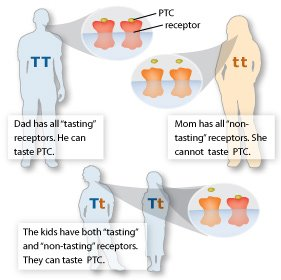 PTC
receptor
TT
tt
Dad has all "tasting"
receptors. He can
taste PTC.
Mom has all "non-
tasting" receptors. She
cannot taste PTC.
Tt
Tt
The kids have both "tasting"
and "non-tasting" receptors.
They can taste PTC.